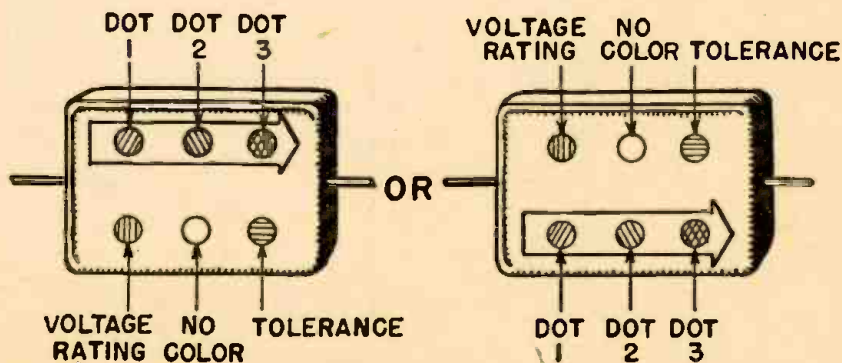 DOT DOT DOT
1 2 3
VOLTAGE NO
RATING COLOR TOLERANCE
OR
VOLTAGE NO TOLERANCE
RATING COLOR
DOT DOT DOT
1 2 3